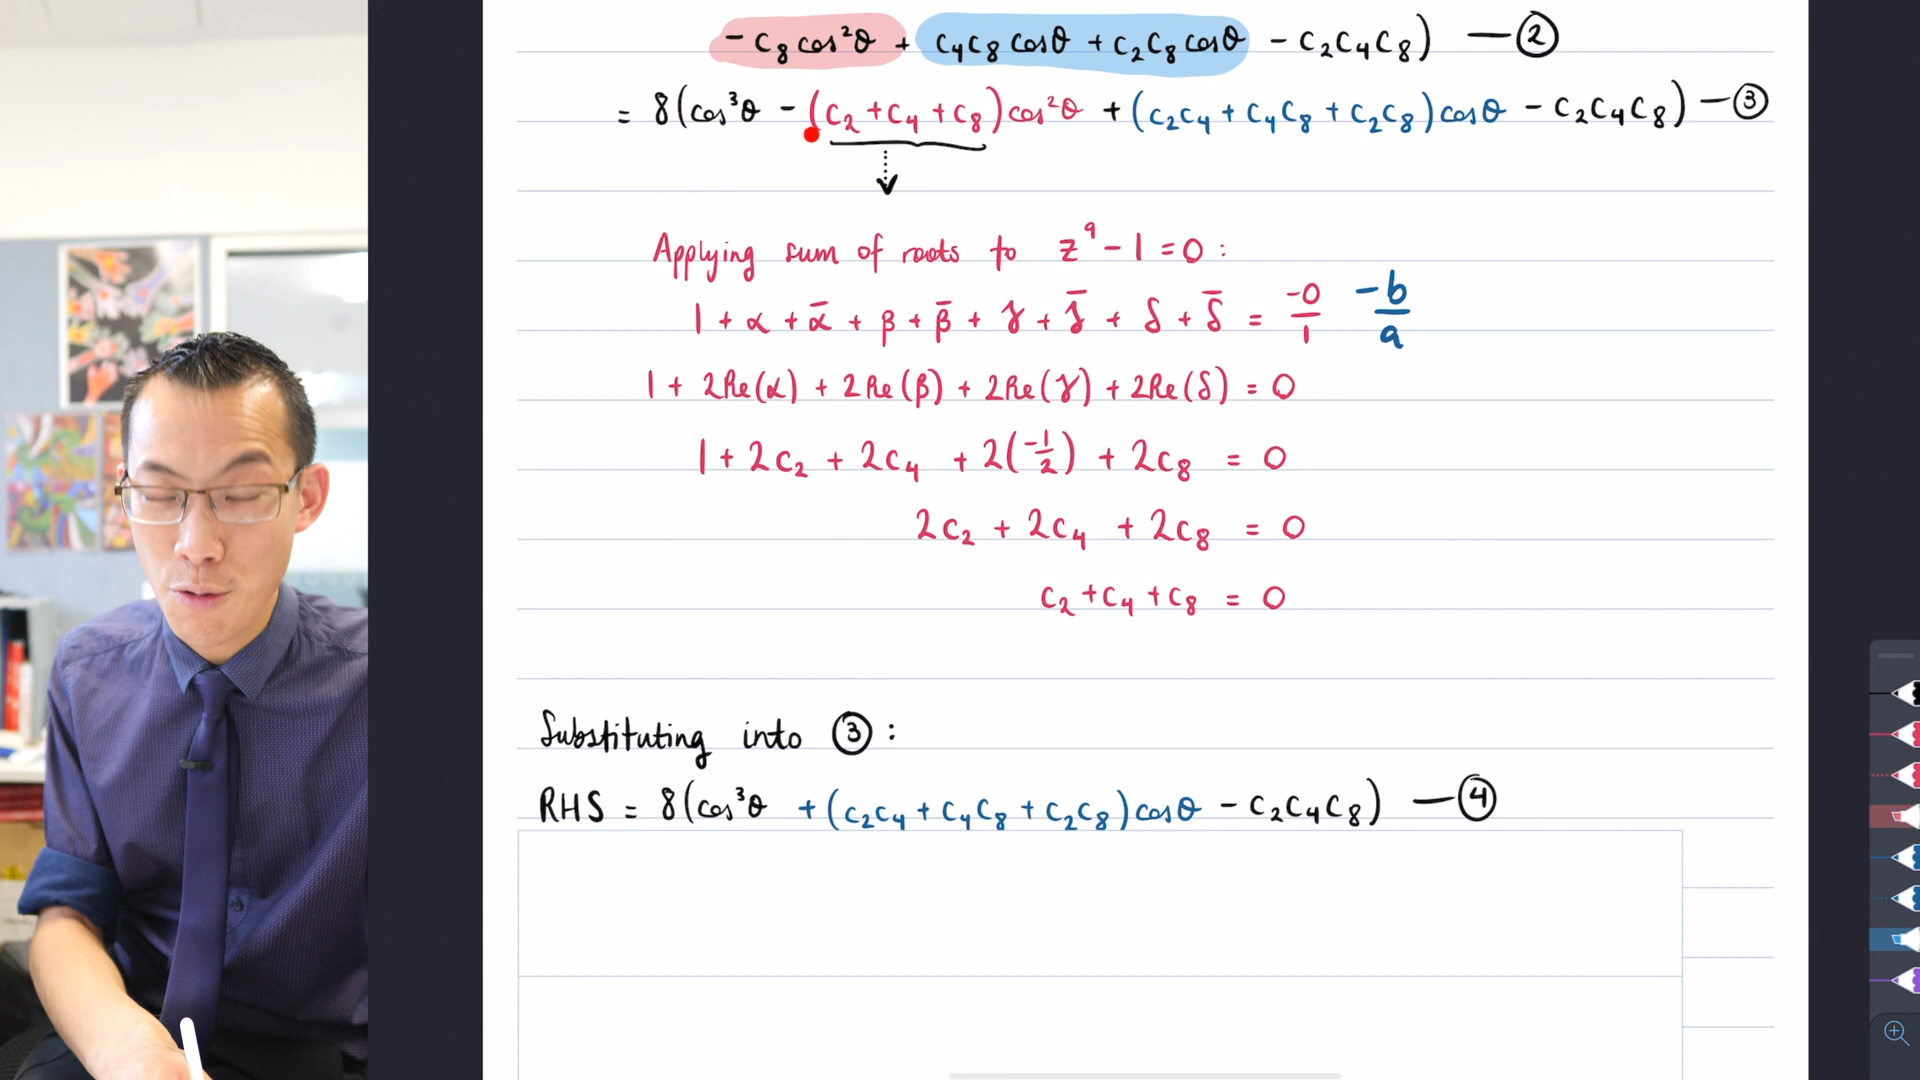 - c₈ cos²θ + c₄c₈ cosθ + c₂c₈ cosθ - c₂c₄c₈) —②
= 8(cos³θ - (c₂ + c₄ + c₈)cos²θ + (c₂c₄ + c₄c₈ + c₂c₈)cosθ - c₂c₄c₈) —③
Applying sum of roots to z⁹ - 1 = 0 :
1 + α + ᾱ + β + β̄ + γ + γ̄ + δ + δ̄ = -0/1 -b/a
1 + 2Re(α) + 2Re(β) + 2Re(γ) + 2Re(δ) = 0
1 + 2c₂ + 2c₄ + 2(-1/2) + 2c₈ = 0
2c₂ + 2c₄ + 2c₈ = 0
c₂ + c₄ + c₈ = 0
Substituting into ③ :
RHS = 8(cos³θ + (c₂c₄ + c₄c₈ + c₂c₈)cosθ - c₂c₄c₈) —④